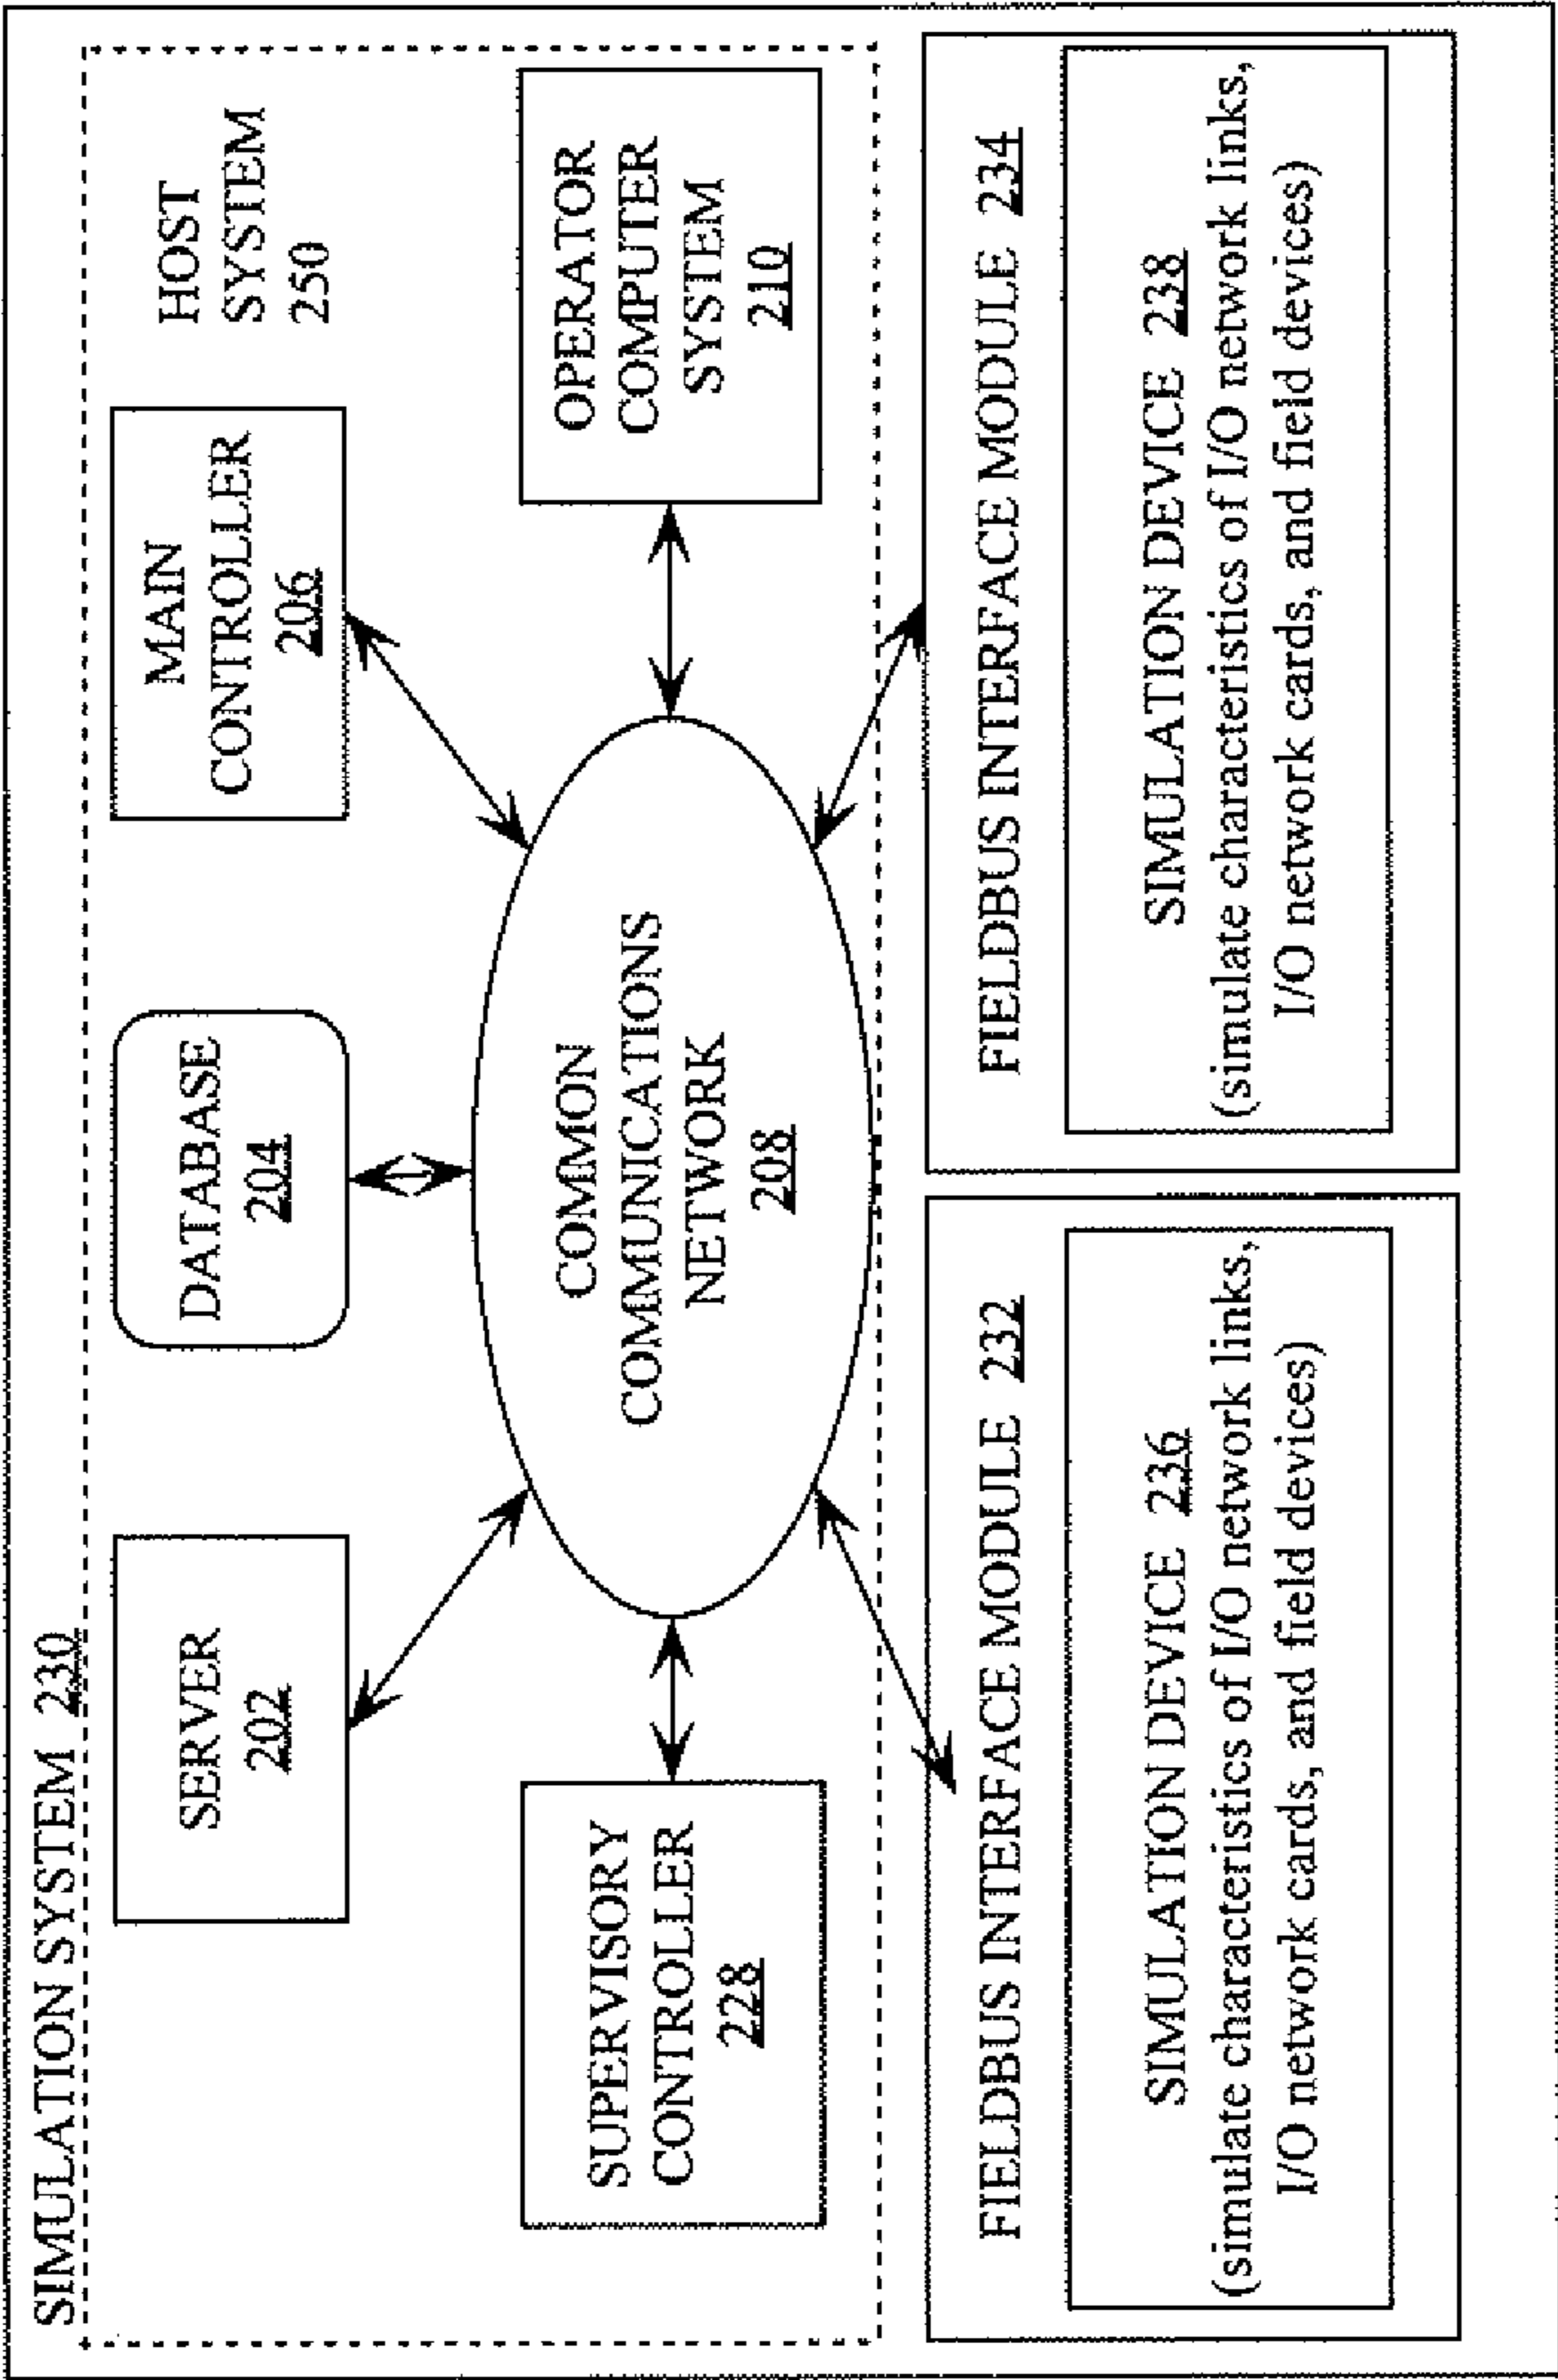 SIMULATION SYSTEM 230
SERVER
202
DATABASE
204
MAIN
CONTROLLER
206
HOST
SYSTEM
250
SUPERVISORY
CONTROLLER
228
COMMON
COMMUNICATIONS
NETWORK
208
OPERATOR
COMPUTER
SYSTEM
210
FIELDBUS INTERFACE MODULE 232
SIMULATION DEVICE 236
(simulate characteristics of I/O network links,
I/O network cards, and field devices)
FIELDBUS INTERFACE MODULE 234
SIMULATION DEVICE 238
(simulate characteristics of I/O network links,
I/O network cards, and field devices)